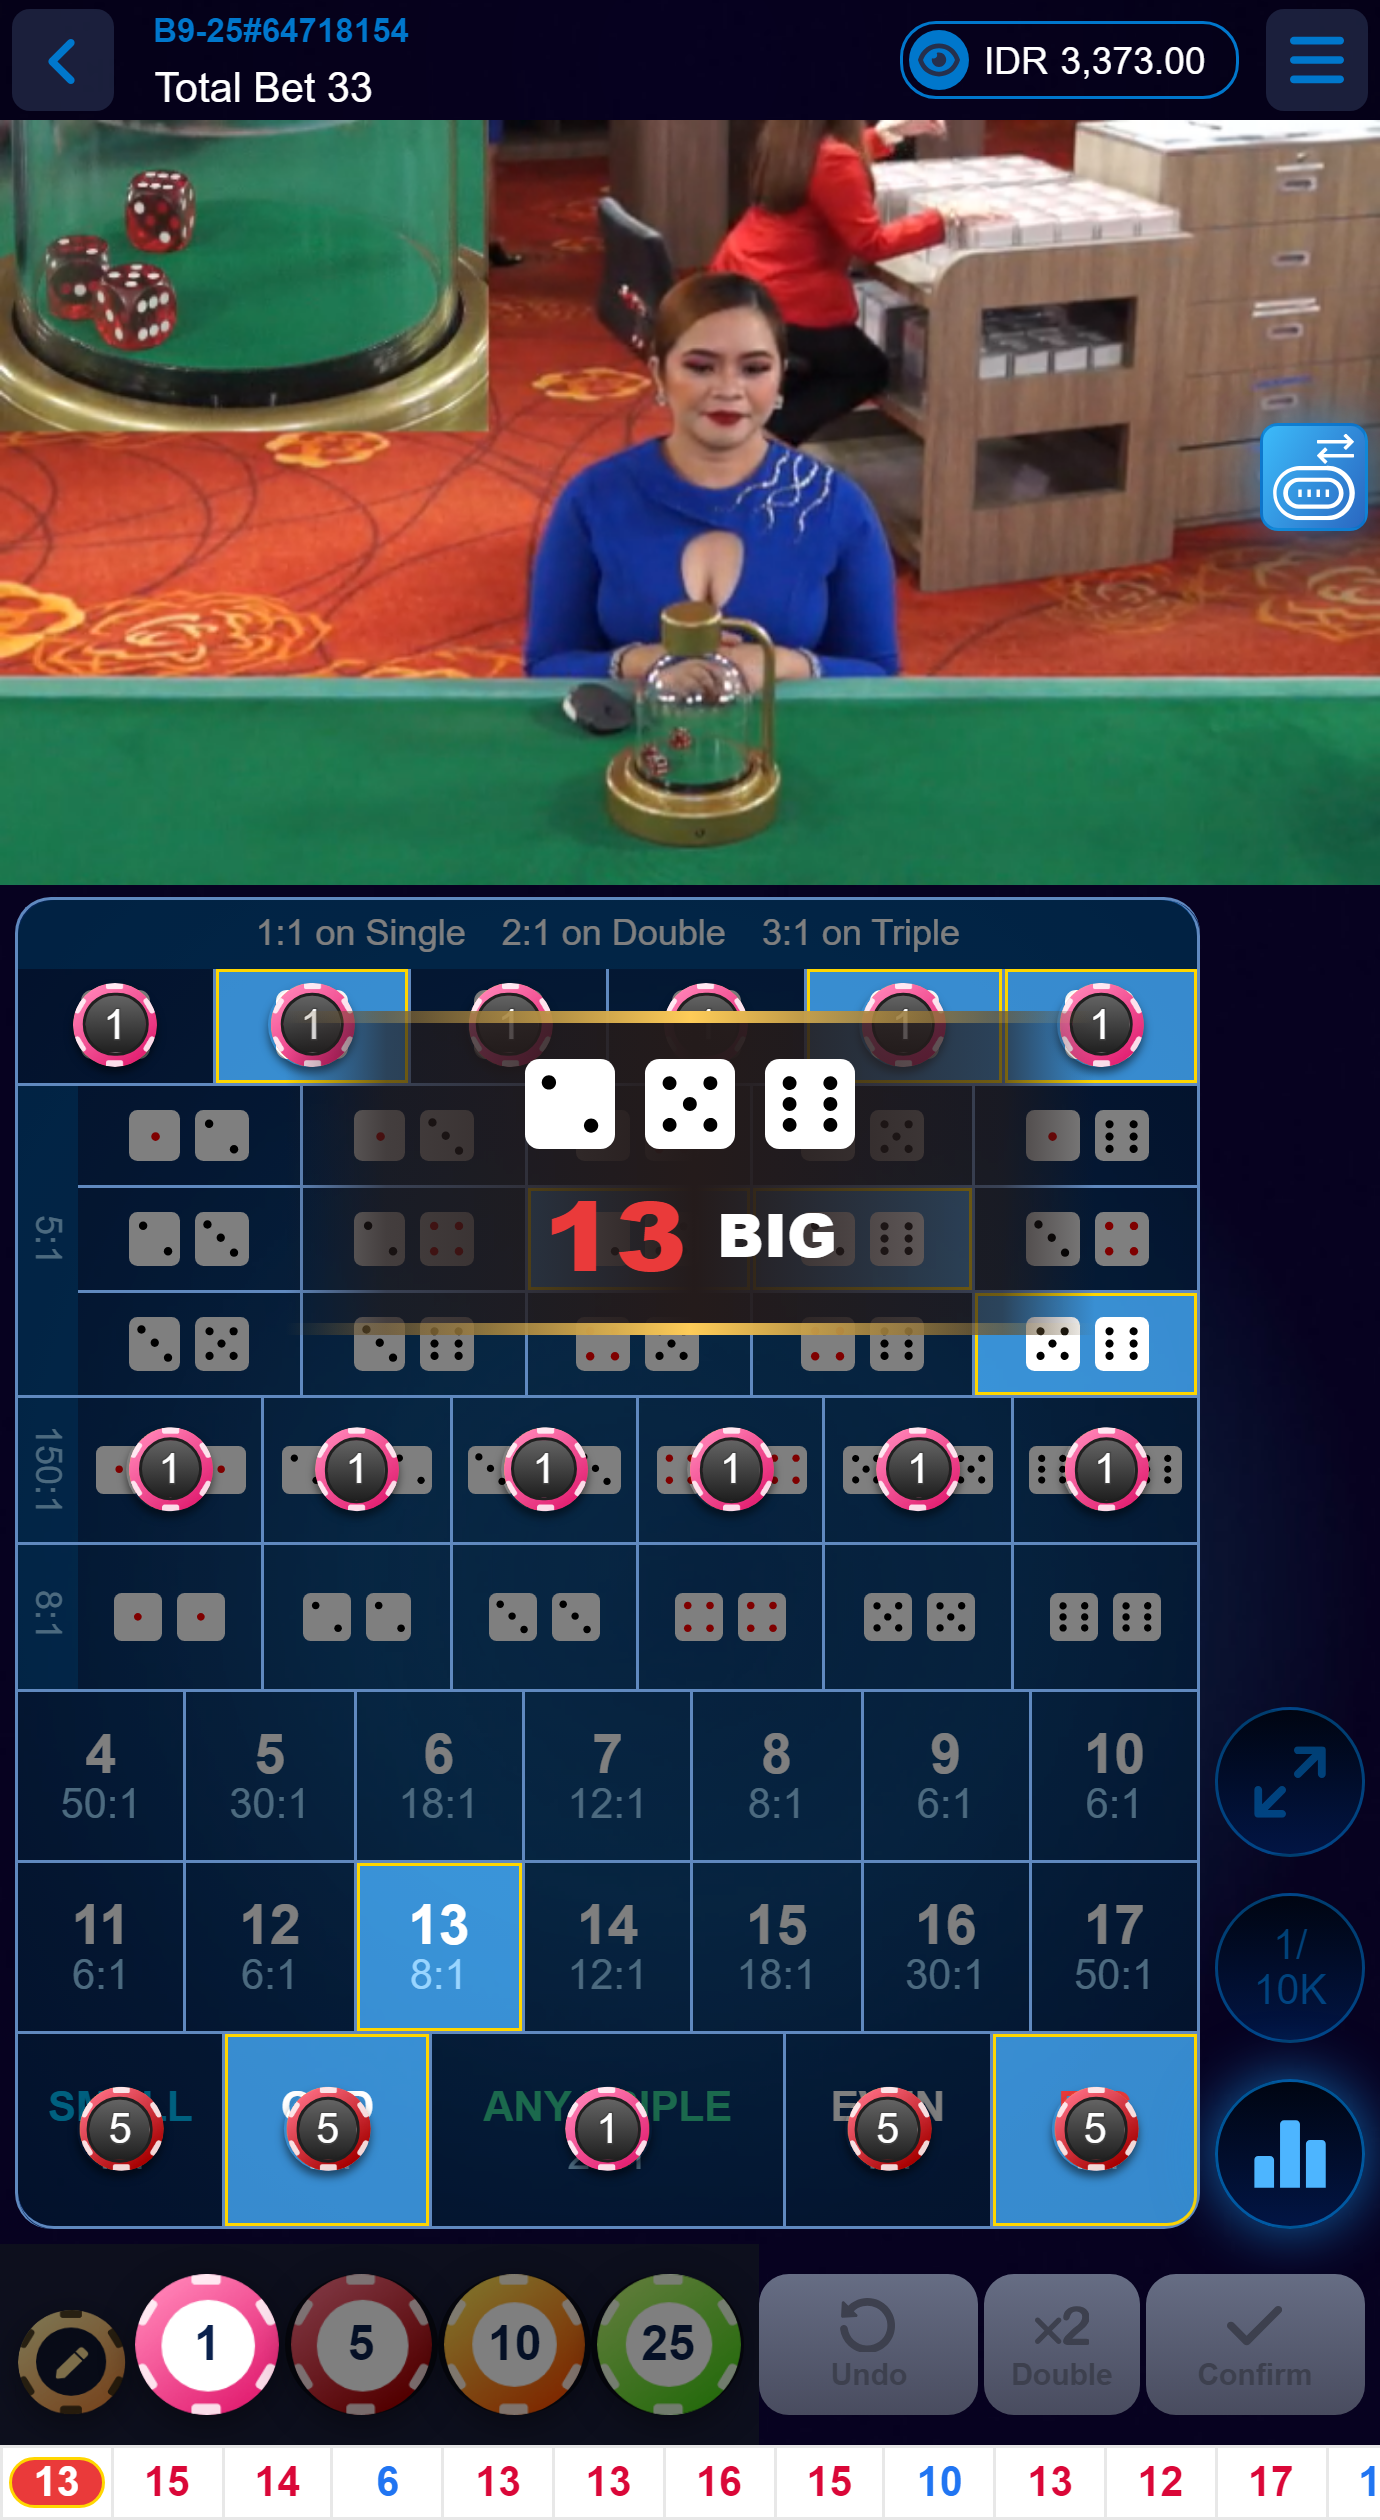 B9-25#64718154
Total Bet 33
IDR 3,373.00
1:1 on Single 2:1 on Double 3:1 on Triple
1 1 1 1 1 1
13 BIG
5:1
150:1
1 1 1 1 1 1
8:1
4 5 6 7 8 9 10
50:1 30:1 18:1 12:1 8:1 6:1 6:1
11 12 13 14 15 16 17
6:1 6:1 8:1 12:1 18:1 30:1 50:1
5 5 1 5 5
1/
10K
1 5 10 25
x2
Undo Double Confirm
13 15 14 6 13 13 16 15 10 13 12 17